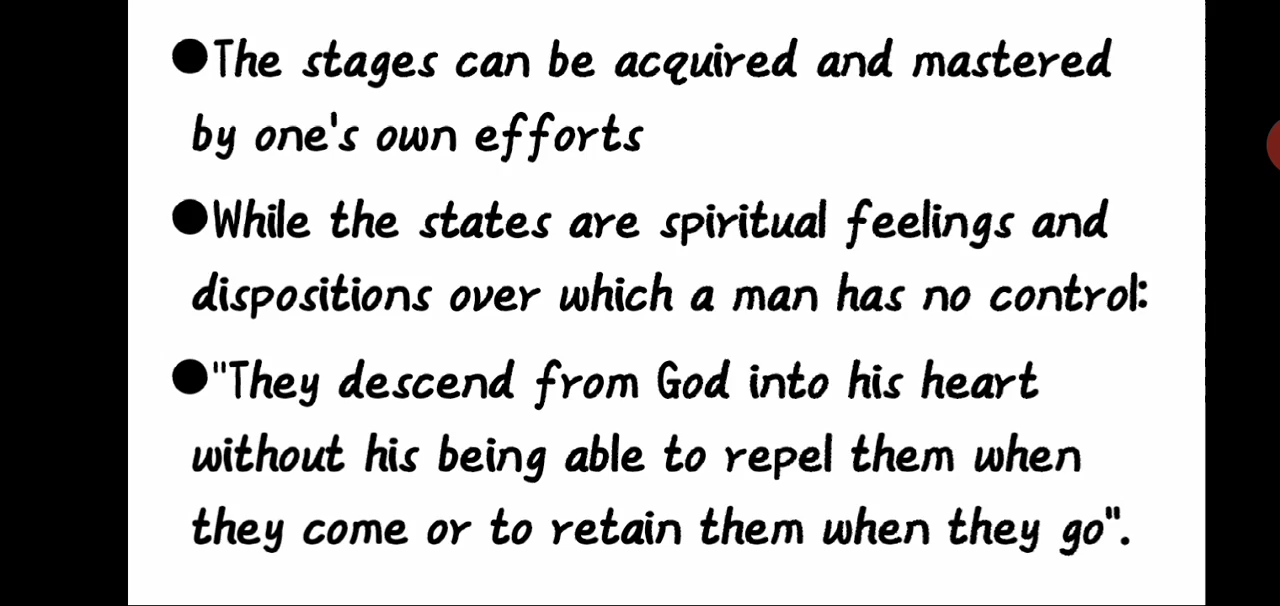 ●The stages can be acquired and mastered
by one's own efforts
●While the states are spiritual feelings and
dispositions over which a man has no control:
●"They descend from God into his heart
without his being able to repel them when
they come or to retain them when they go".